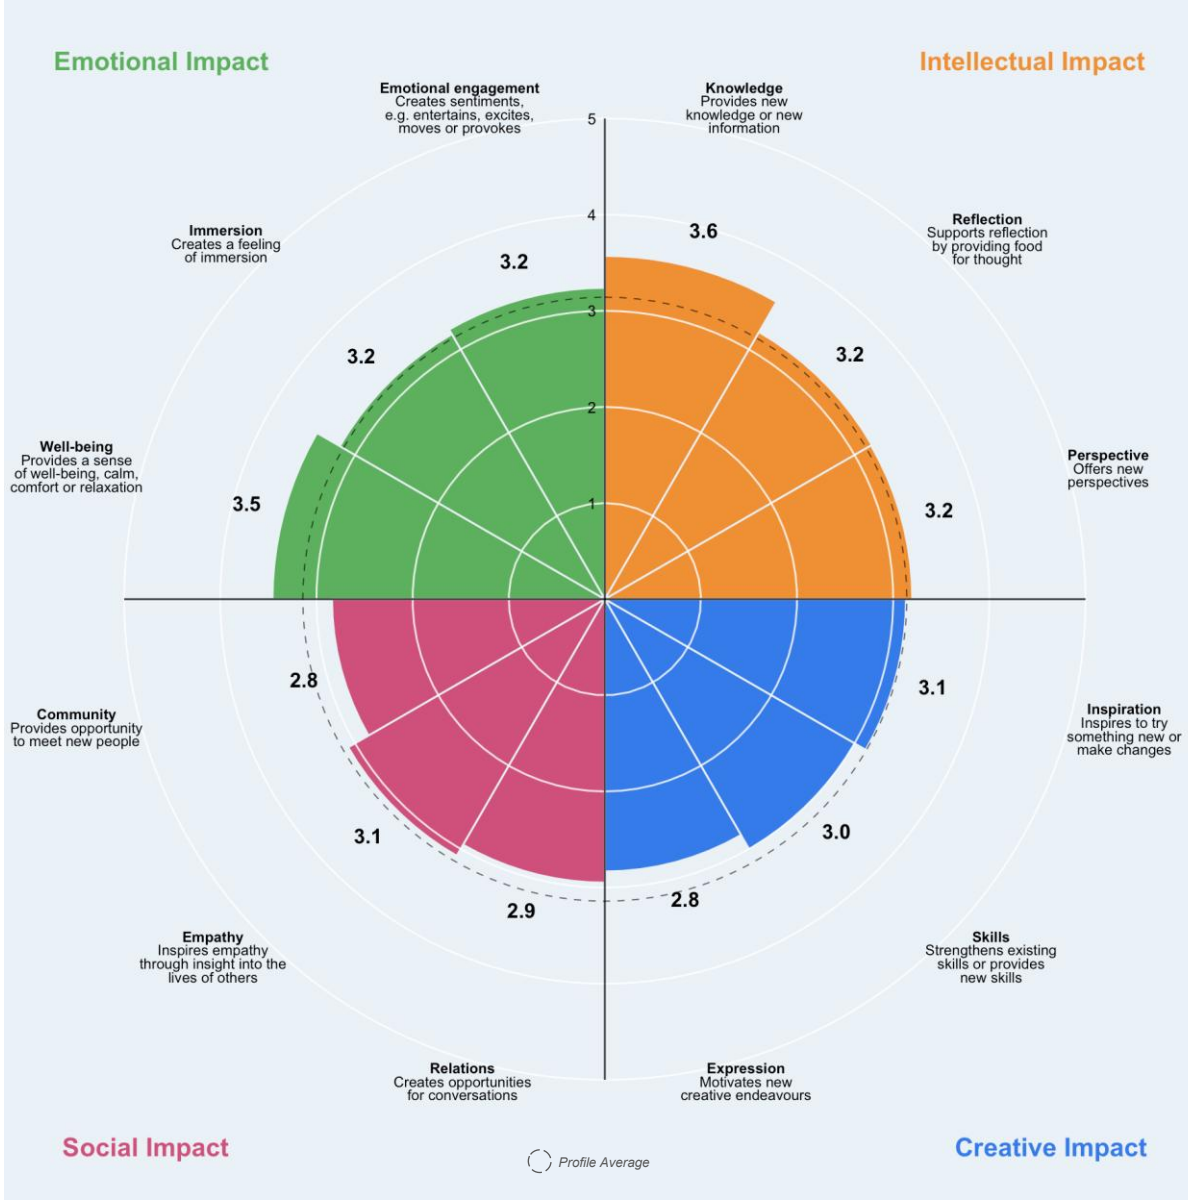 Emotional Impact
Intellectual Impact
Emotional engagement
Creates sentiments,
e.g. entertains, excites,
moves or provokes
Knowledge
Provides new
knowledge or new
information
5
4
3
2
1
Immersion
Creates a feeling
of immersion
Reflection
Supports reflection
by providing food
for thought
3.6
3.2
3.2
3.2
Well-being
Provides a sense
of well-being, calm,
comfort or relaxation
Perspective
Offers new
perspectives
3.5
3.2
2.8
3.1
Community
Provides opportunity
to meet new people
Inspiration
Inspires to try
something new or
make changes
3.1
3.0
2.9
2.8
Empathy
Inspires empathy
through insight into the
lives of others
Skills
Strengthens existing
skills or provides
new skills
Relations
Creates opportunities
for conversations
Expression
Motivates new
creative endeavours
Social Impact
Creative Impact
Profile Average